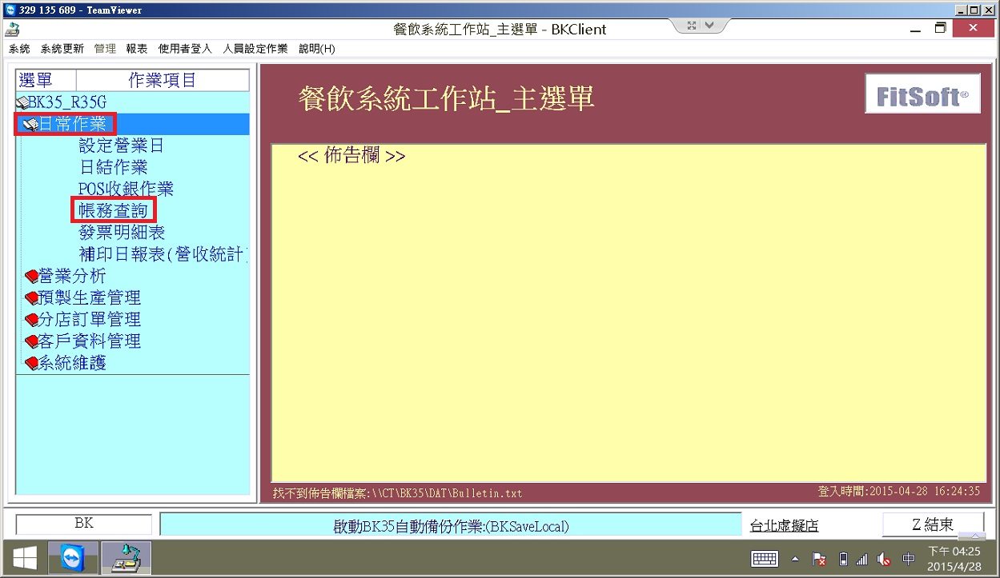 329 135 689 - TeamViewer
餐飲系統工作站_主選單 - BKClient
系統 系統更新 管理 報表 使用者登入 人員設定作業 說明(H)
選單 作業項目
BK35_R35G
日常作業
設定營業日
日結作業
POS收銀作業
帳務查詢
發票明細表
補印日報表(營收統計)
營業分析
預製生產管理
分店訂單管理
客戶資料管理
系統維護
餐飲系統工作站_主選單
FitSoft®
<< 佈告欄 >>
找不到佈告欄檔案:\\CT\BK35\DAT\Bulletin.txt
登入時間:2015-04-28 16:24:35
BK
啟動BK35自動備份作業:(BKSaveLocal)
台北虛擬店
Z 結束
中
下午 04:25
2015/4/28